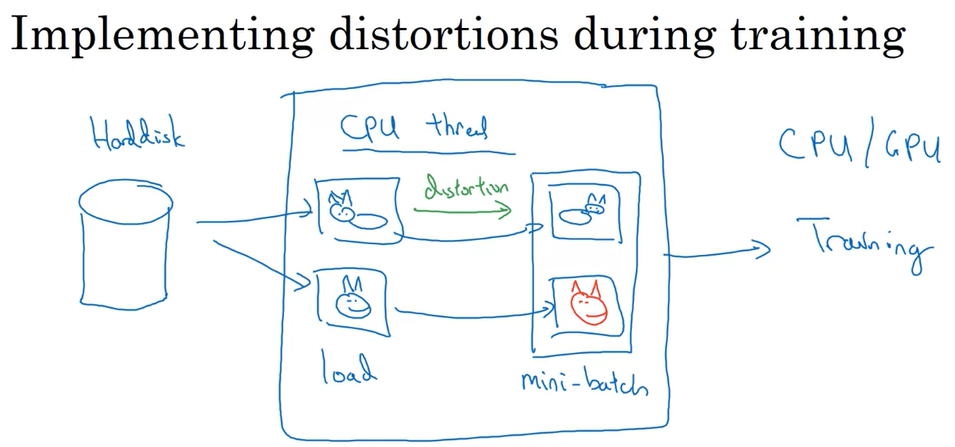 Implementing distortions during training
Harddisk
CPU thread
distortion
load
mini-batch
CPU/GPU
Training